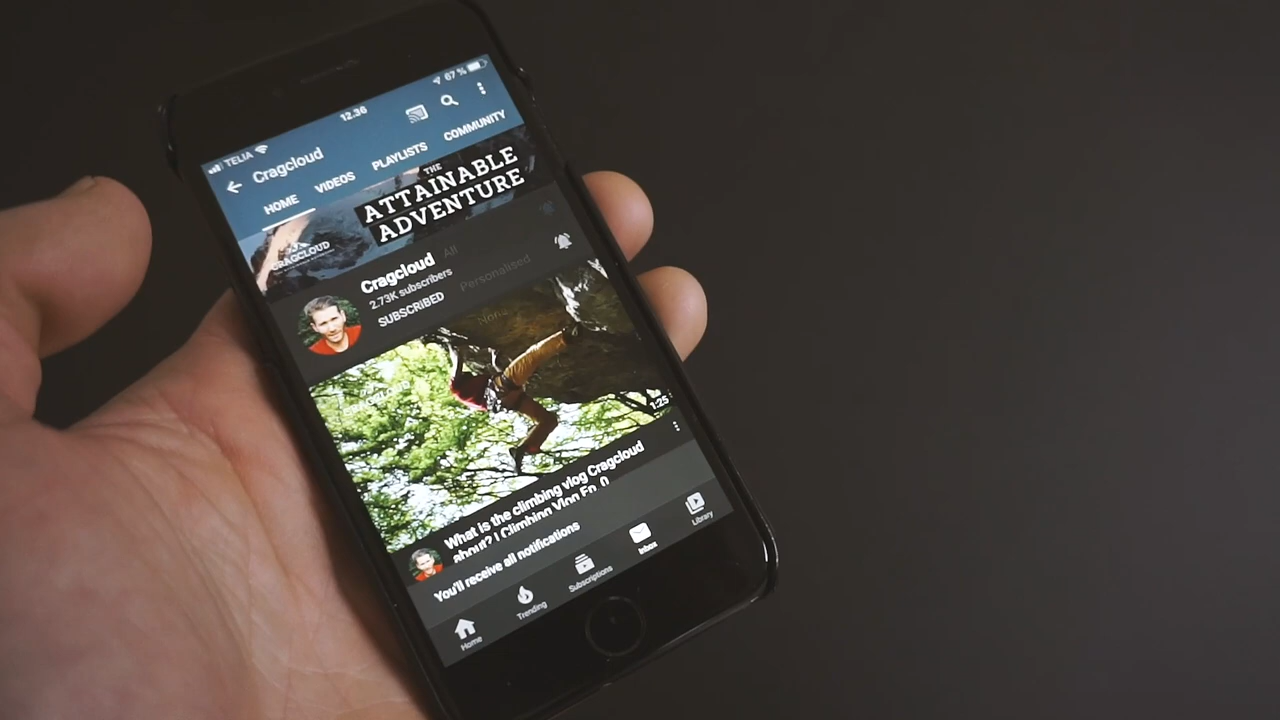 TELIA
12.36
67 %
Cragcloud
HOME
VIDEOS
PLAYLISTS
COMMUNITY
THE
ATTAINABLE
ADVENTURE
CRAGCLOUD
Cragcloud
All
2.73K subscribers
Personalised
SUBSCRIBED
None
CRAGCLOUD
1:25
What is the climbing vlog Cragcloud
about? | Climbing Vlog Ep. 0
You'll receive all notifications
Home
Trending
Subscriptions
Inbox
Library